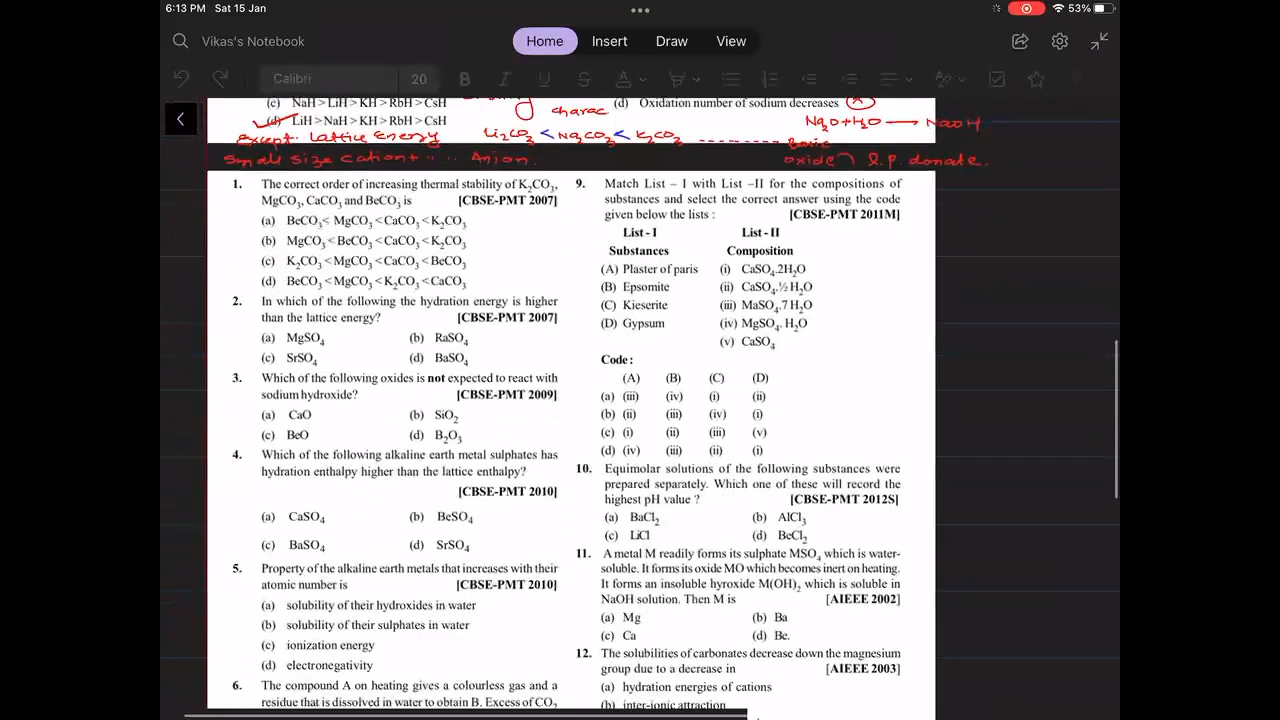 6:13 PM Sat 15 Jan
53%
Vikas's Notebook
Home
Insert
Draw
View
Calibri
20
(c) NaH > LiH > KH > RbH > CsH
(d) LiH > NaH > KH > RbH > CsH
charac
(d) Oxidation number of sodium decreases
Na₂O + H₂O → NaOH
Except. Lattice Energy
Li₂CO₃ < Na₂CO₃ < K₂CO₃ --------
Basic
Small size cation + .. .. Anion.
oxide l.p. donate.
1. The correct order of increasing thermal stability of K₂CO₃,
MgCO₃, CaCO₃ and BeCO₃ is [CBSE-PMT 2007]
(a) BeCO₃ < MgCO₃ < CaCO₃ < K₂CO₃
(b) MgCO₃ < BeCO₃ < CaCO₃ < K₂CO₃
(c) K₂CO₃ < MgCO₃ < CaCO₃ < BeCO₃
(d) BeCO₃ < MgCO₃ < K₂CO₃ < CaCO₃
2. In which of the following the hydration energy is higher
than the lattice energy? [CBSE-PMT 2007]
(a) MgSO₄ (b) RaSO₄
(c) SrSO₄ (d) BaSO₄
3. Which of the following oxides is not expected to react with
sodium hydroxide? [CBSE-PMT 2009]
(a) CaO (b) SiO₂
(c) BeO (d) B₂O₃
4. Which of the following alkaline earth metal sulphates has
hydration enthalpy higher than the lattice enthalpy?
[CBSE-PMT 2010]
(a) CaSO₄ (b) BeSO₄
(c) BaSO₄ (d) SrSO₄
5. Property of the alkaline earth metals that increases with their
atomic number is [CBSE-PMT 2010]
(a) solubility of their hydroxides in water
(b) solubility of their sulphates in water
(c) ionization energy
(d) electronegativity
6. The compound A on heating gives a colourless gas and a
residue that is dissolved in water to obtain B. Excess of CO₂
9. Match List – I with List –II for the compositions of
substances and select the correct answer using the code
given below the lists : [CBSE-PMT 2011M]
List - I List - II
Substances Composition
(A) Plaster of paris (i) CaSO₄.2H₂O
(B) Epsomite (ii) CaSO₄.½ H₂O
(C) Kieserite (iii) MaSO₄.7 H₂O
(D) Gypsum (iv) MgSO₄. H₂O
(v) CaSO₄
Code :
(A) (B) (C) (D)
(a) (iii) (iv) (i) (ii)
(b) (ii) (iii) (iv) (i)
(c) (i) (ii) (iii) (v)
(d) (iv) (iii) (ii) (i)
10. Equimolar solutions of the following substances were
prepared separately. Which one of these will record the
highest pH value ? [CBSE-PMT 2012S]
(a) BaCl₂ (b) AlCl₃
(c) LiCl (d) BeCl₂
11. A metal M readily forms its sulphate MSO₄ which is water-
soluble. It forms its oxide MO which becomes inert on heating.
It forms an insoluble hyroxide M(OH)₂ which is soluble in
NaOH solution. Then M is [AIEEE 2002]
(a) Mg (b) Ba
(c) Ca (d) Be.
12. The solubilities of carbonates decrease down the magnesium
group due to a decrease in [AIEEE 2003]
(a) hydration energies of cations
(b) inter-ionic attraction